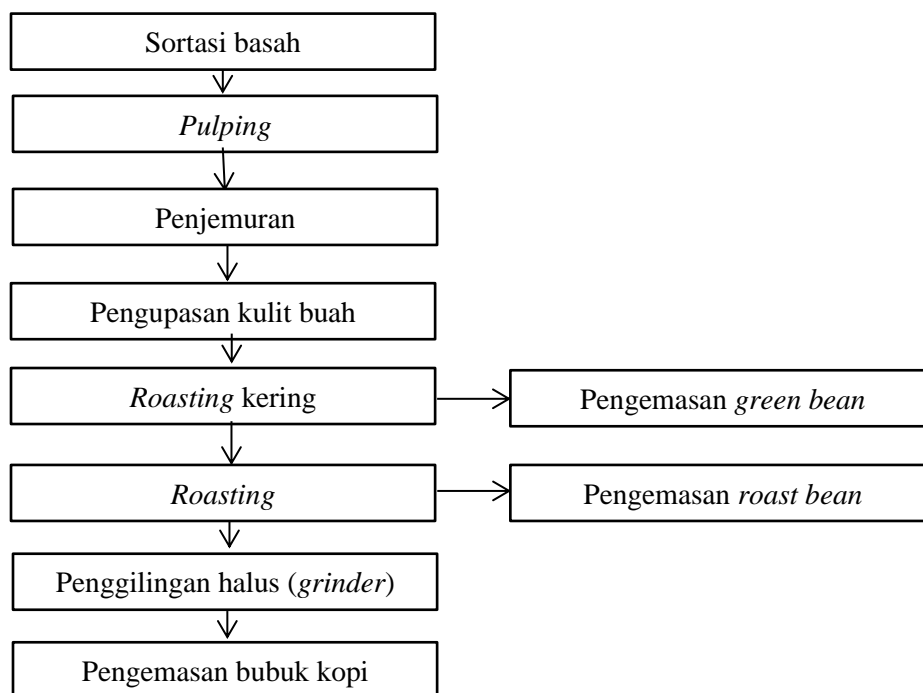 Sortasi basah
Pulping
Penjemuran
Pengupasan kulit buah
Roasting kering
Pengemasan green bean
Roasting
Pengemasan roast bean
Penggilingan halus (grinder)
Pengemasan bubuk kopi